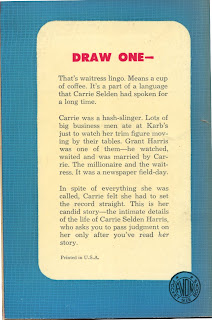 DRAW ONE—
That's waitress lingo. Means a cup
of coffee. It's a part of a language
that Carrie Selden had spoken for
a long time.
Carrie was a hash-slinger. Lots of
big business men ate at Karb's
just to watch her trim figure mov-
ing by their tables. Grant Harris
was one of them—he watched,
waited and was married by Car-
rie. The millionaire and the wait-
ress. It was a newspaper field-day.
In spite of everything she was
called, Carrie felt she had to set
the record straight. This is her
candid story—the intimate details
of the life of Carrie Selden Harris,
who asks you to pass judgment on
her only after you've read her
story.
Printed in U.S.A.